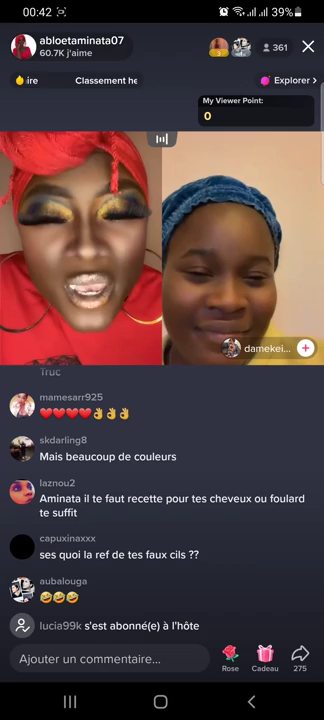 00:42 39%
abloetaminata07
60.7K j'aime
361
ire Classement he
Explorer >
My Viewer Point:
0
damekei...
Truc
mamesarr925
❤️❤️❤️❤️👌👌👌
skdarling8
Mais beaucoup de couleurs
laznou2
Aminata il te faut recette pour tes cheveux ou foulard
te suffit
capuxinaxxx
ses quoi la ref de tes faux cils ??
aubalouga
🤣🤣🤣
lucia99k s'est abonné(e) à l'hôte
Ajouter un commentaire...
Rose Cadeau 275